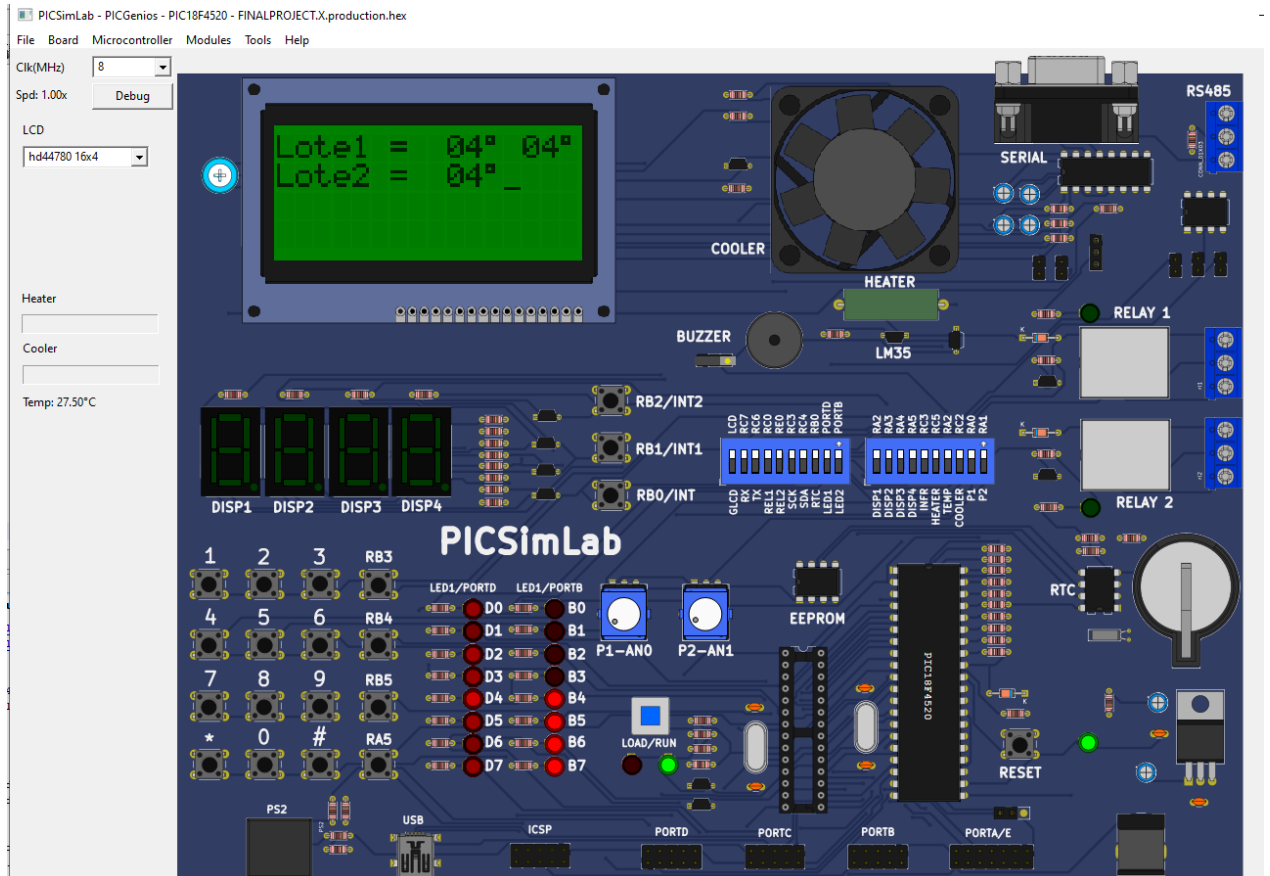 PICSimLab - PICGenios - PIC18F4520 - FINALPROJECT.X.production.hex
File Board Microcontroller Modules Tools Help
Clk(MHz) 8
Spd: 1.00x Debug
LCD
hd44780 16x4
Heater
Cooler
Temp: 27.50°C
Lote1 = 04° 04°
Lote2 = 04°_
COOLER
HEATER
BUZZER
LM35
SERIAL
RS485
RELAY 1
RELAY 2
RB2/INT2
RB1/INT1
RB0/INT
DISP1 DISP2 DISP3 DISP4
LCD RC7 RC6 RC0 RE0 RC3 RC4 RB0 PORTD PORTB
GLCD RX TX REL1 REL2 SCK SDA RTC LED1 LED2
RA2 RA3 RA4 RA5 RC5 RC5 RA2 RC2 RA0 RA1
DISP1 DISP2 DISP3 DISP4 INFR HEATER TEMP COOLER P1 P2
PICSimLab
1 2 3 RB3
4 5 6 RB4
7 8 9 RB5
* 0 # RA5
LED1/PORTD LED1/PORTB
D0 B0
D1 B1
D2 B2
D3 B3
D4 B4
D5 B5
D6 B6
D7 B7
P1-AN0 P2-AN1
EEPROM
LOAD/RUN
PIC18F4520
RTC
RESET
PS2
PS2
USB
ICSP
PORTD
PORTC
PORTB
PORTA/E